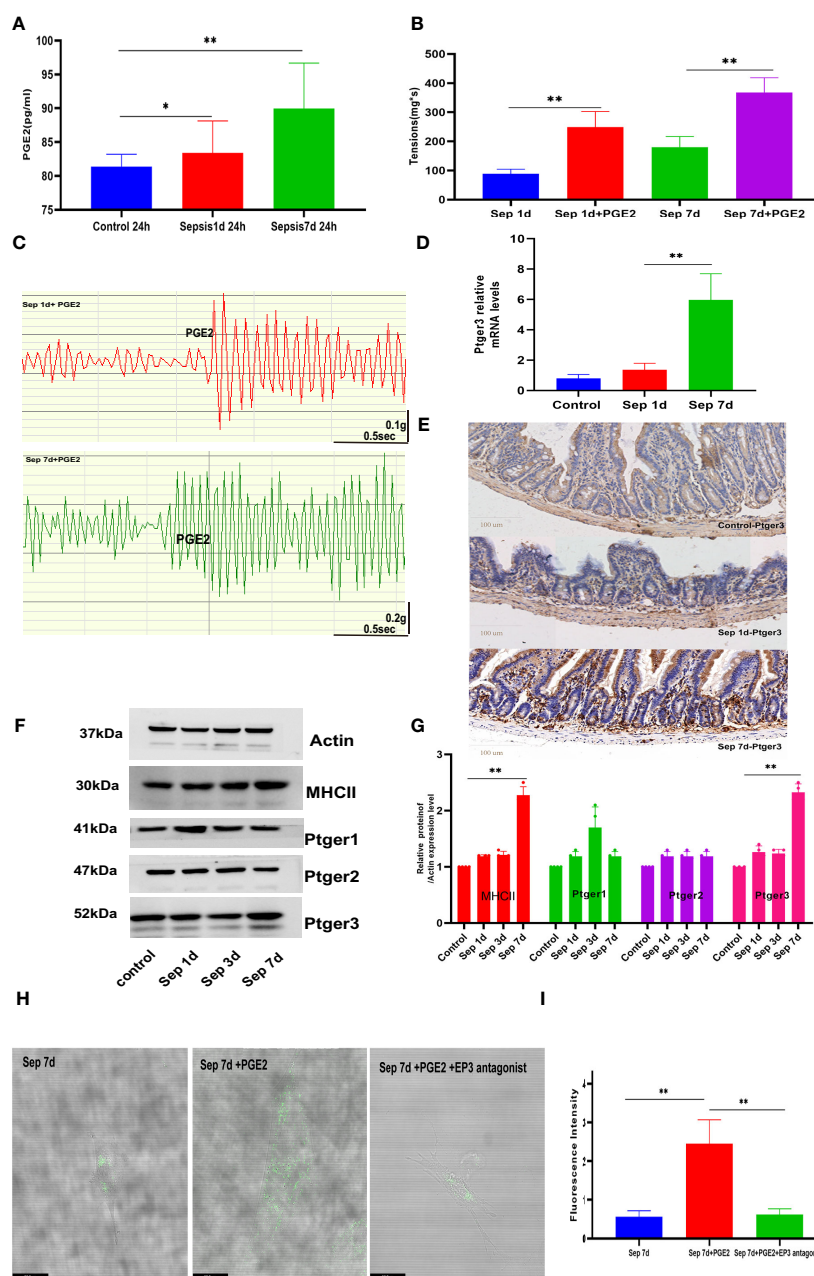 A
100
95
90
85
80
75
PGE2(pg/ml)
**
*
Control 24h
Sepsis1d 24h
Sepsis7d 24h
B
500
400
300
200
100
0
Tensions(mg*s)
**
**
Sep 1d
Sep 1d+PGE2
Sep 7d
Sep 7d+PGE2
C
Sep 1d+ PGE2
PGE2
0.1g
0.5sec
Sep 7d+PGE2
PGE2
0.2g
0.5sec
D
8
6
4
2
0
Ptger3 relative
mRNA levels
**
Control
Sep 1d
Sep 7d
E
100 um
Control-Ptger3
100 um
Sep 1d-Ptger3
100 um
Sep 7d-Ptger3
F
37kDa
Actin
30kDa
MHCII
41kDa
Ptger1
47kDa
Ptger2
52kDa
Ptger3
control
Sep 1d
Sep 3d
Sep 7d
G
3
2
1
0
Relative proteinof
/Actin expression level
**
**
MHCII
Ptger1
Ptger2
Ptger3
Control
Sep 1d
Sep 3d
Sep 7d
Control
Sep 1d
Sep 3d
Sep 7d
Control
Sep 1d
Sep 3d
Sep 7d
Control
Sep 1d
Sep 3d
Sep 7d
H
Sep 7d
Sep 7d +PGE2
Sep 7d +PGE2 +EP3 antagonist
I
Fluorescence Intensity
**
**
Sep 7d
Sep 7d+PGE2
Sep 7d+PGE2+EP3 antagon